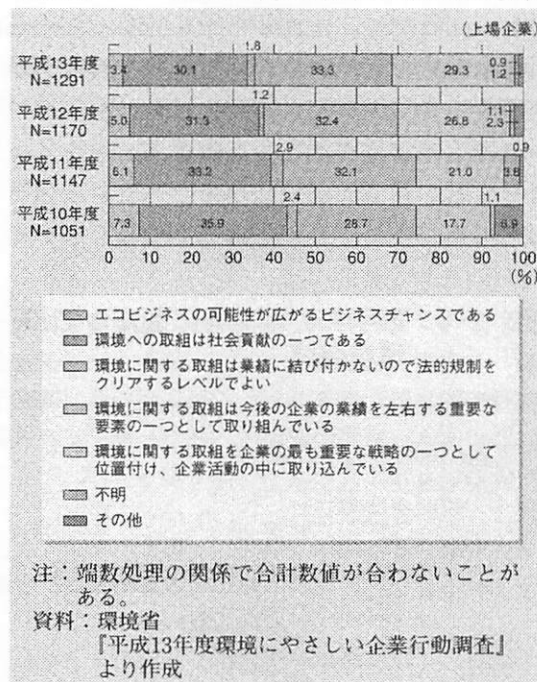 (上場企業)
1.8
平成13年度
N=1291
3.4 30.1 33.3 29.3 0.9
1.2
1.2
平成12年度
N=1170
5.0 31.3 32.4 26.8 1.1
2.3
2.9 0.9
平成11年度
N=1147
6.1 33.2 32.1 21.0 3.8
2.4 1.1
平成10年度
N=1051
7.3 35.9 28.7 17.7 6.9
0 10 20 30 40 50 60 70 80 90 100
(%)
エコビジネスの可能性が広がるビジネスチャンスである
環境への取組は社会貢献の一つである
環境に関する取組は業績に結び付かないので法的規制を
クリアするレベルでよい
環境に関する取組は今後の企業の業績を左右する重要な
要素の一つとして取り組んでいる
環境に関する取組を企業の最も重要な戦略の一つとして
位置付け、企業活動の中に取り込んでいる
不明
その他
注:端数処理の関係で合計数値が合わないことが
ある。
資料:環境省
『平成13年度環境にやさしい企業行動調査』
より作成